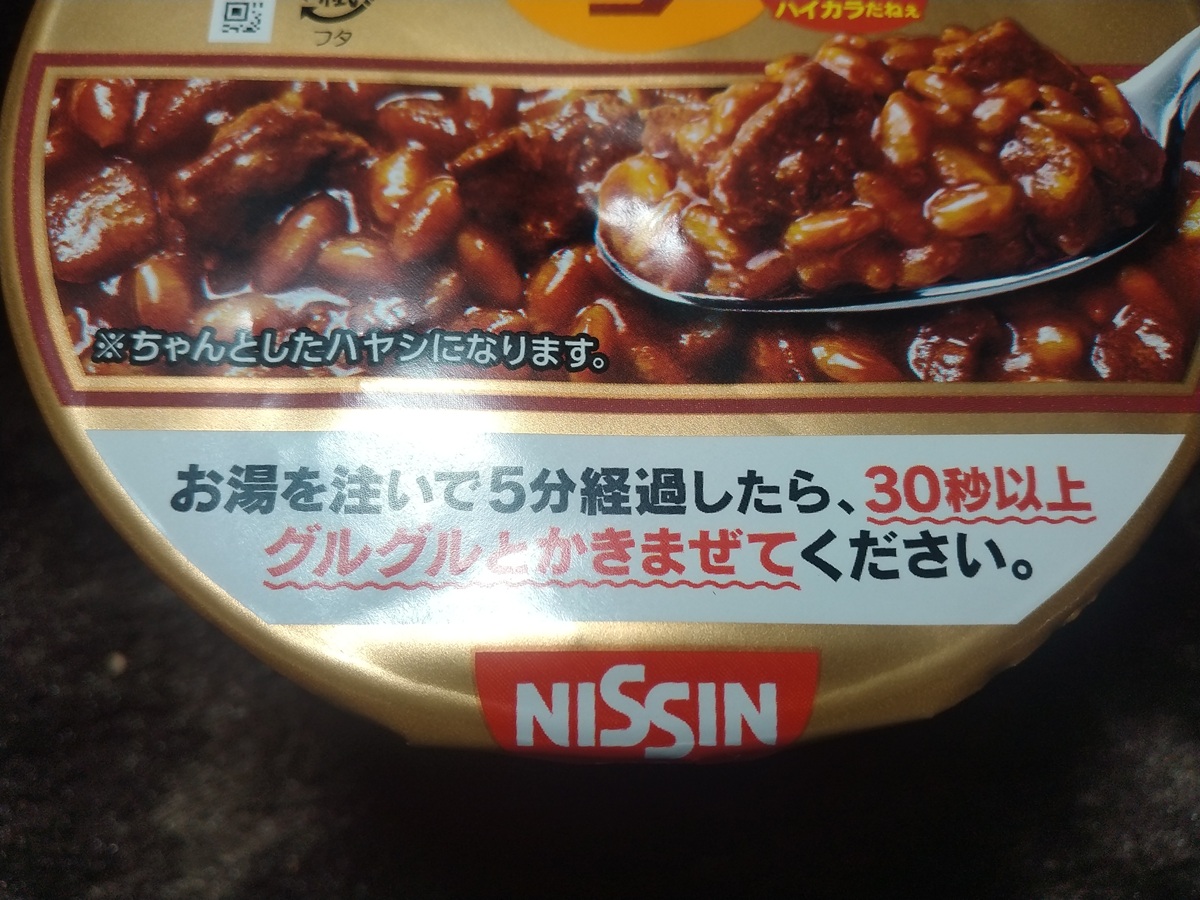 フタ
ハイカラだねぇ
※ちゃんとしたハヤシになります。
お湯を注いで5分経過したら、30秒以上
グルグルとかきまぜてください。
NISSIN